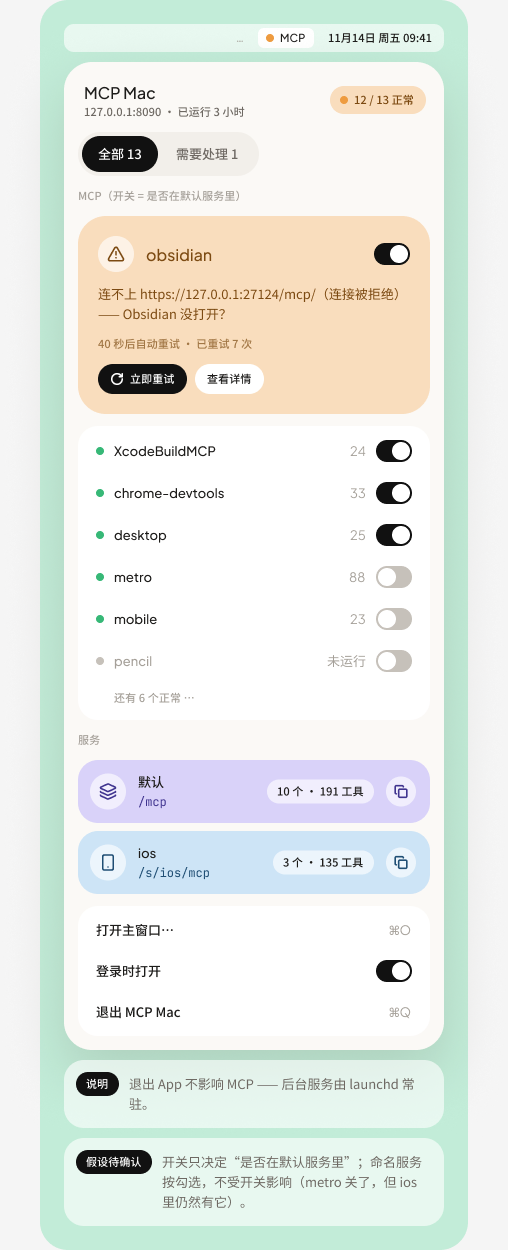 … MCP 11月14日 周五 09:41
MCP Mac
127.0.0.1:8090 · 已运行 3 小时
12 / 13 正常
全部 13 需要处理 1
MCP（开关 = 是否在默认服务里）
obsidian
连不上 https://127.0.0.1:27124/mcp/（连接被拒绝）
—— Obsidian 没打开？
40 秒后自动重试 · 已重试 7 次
立即重试 查看详情
XcodeBuildMCP 24
chrome-devtools 33
desktop 25
metro 88
mobile 23
pencil 未运行
还有 6 个正常 …
服务
默认
/mcp
10 个 · 191 工具
ios
/s/ios/mcp
3 个 · 135 工具
打开主窗口… ⌘O
登录时打开
退出 MCP Mac ⌘Q
说明 退出 App 不影响 MCP —— 后台服务由 launchd 常
驻。
假设待确认 开关只决定“是否在默认服务里”；命名服务
按勾选，不受开关影响（metro 关了，但 ios
里仍然有它）。